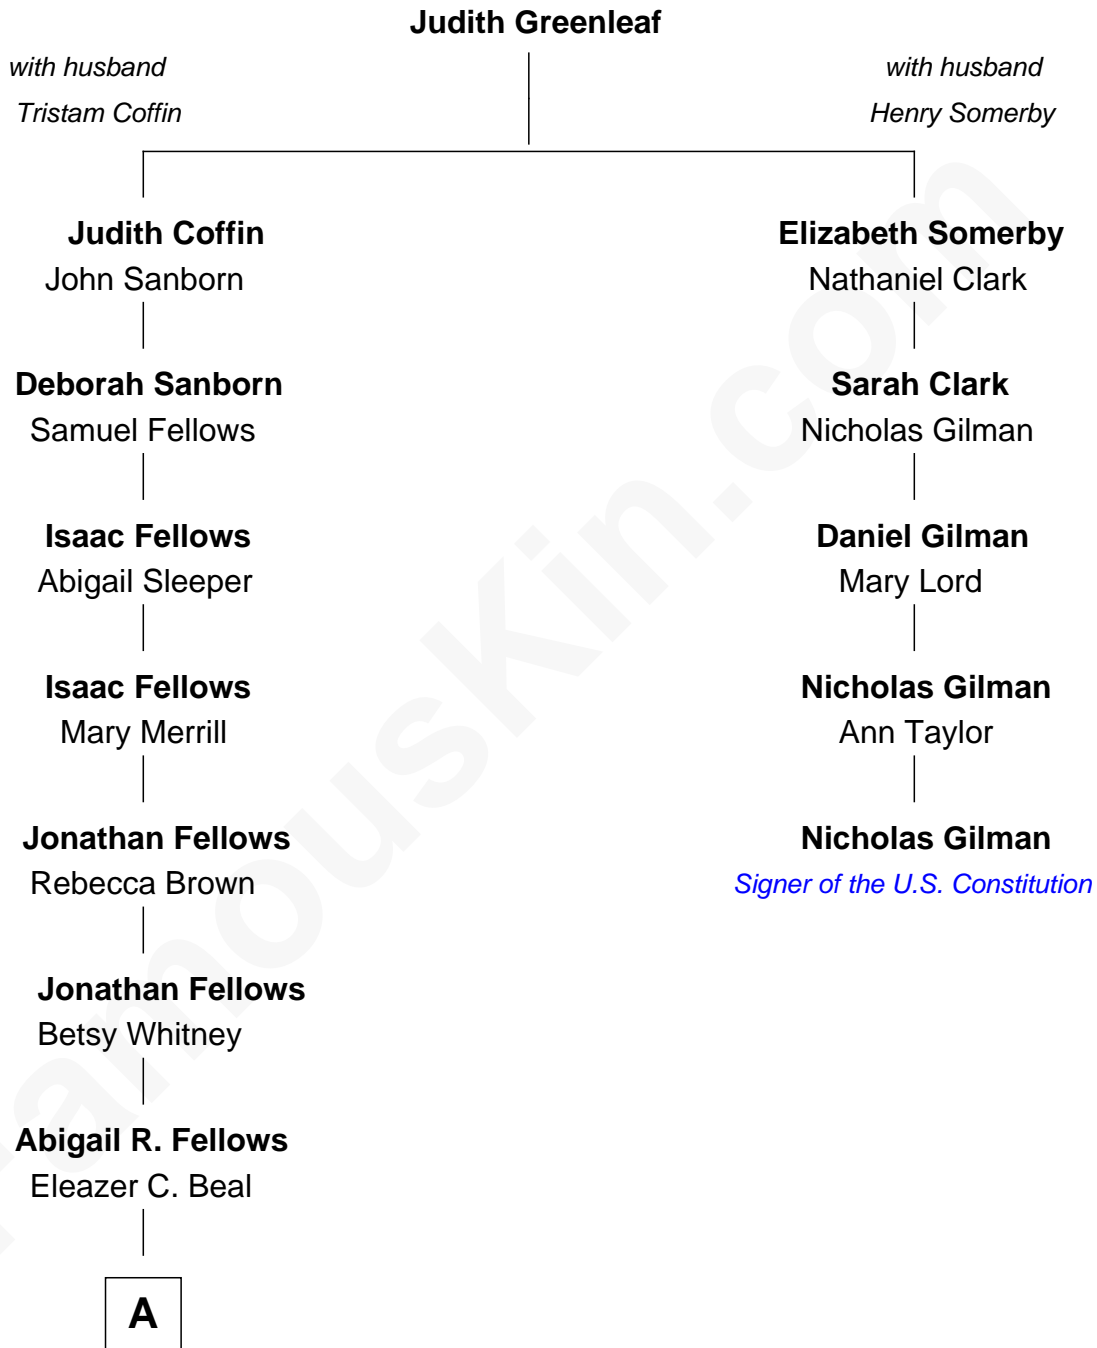 Judith Greenleaf
with husband
Tristam Coffin
with husband
Henry Somerby
Judith Coffin
John Sanborn
Elizabeth Somerby
Nathaniel Clark
Deborah Sanborn
Samuel Fellows
Sarah Clark
Nicholas Gilman
Isaac Fellows
Abigail Sleeper
Daniel Gilman
Mary Lord
Isaac Fellows
Mary Merrill
Nicholas Gilman
Ann Taylor
Jonathan Fellows
Rebecca Brown
Nicholas Gilman
Signer of the U.S. Constitution
Jonathan Fellows
Betsy Whitney
Abigail R. Fellows
Eleazer C. Beal
A
FamousKin.com